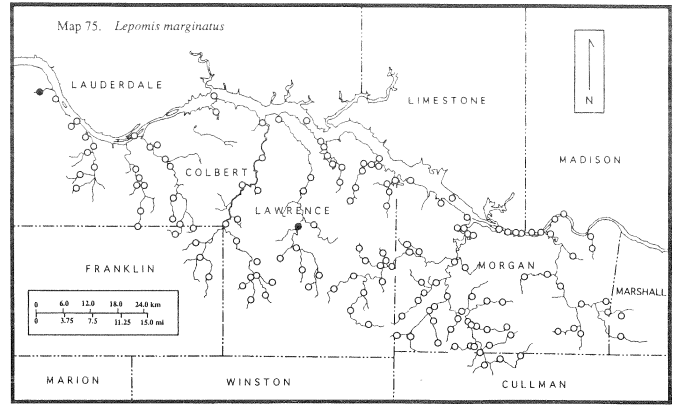 Map 75. Lepomis marginatus
LAUDERDALE
LIMESTONE
N
MADISON
COLBERT
LAWRENCE
FRANKLIN
MORGAN
MARSHALL
0 6.0 12.0 18.0 24.0 km
0 3.75 7.5 11.25 15.0 mi
MARION
WINSTON
CULLMAN